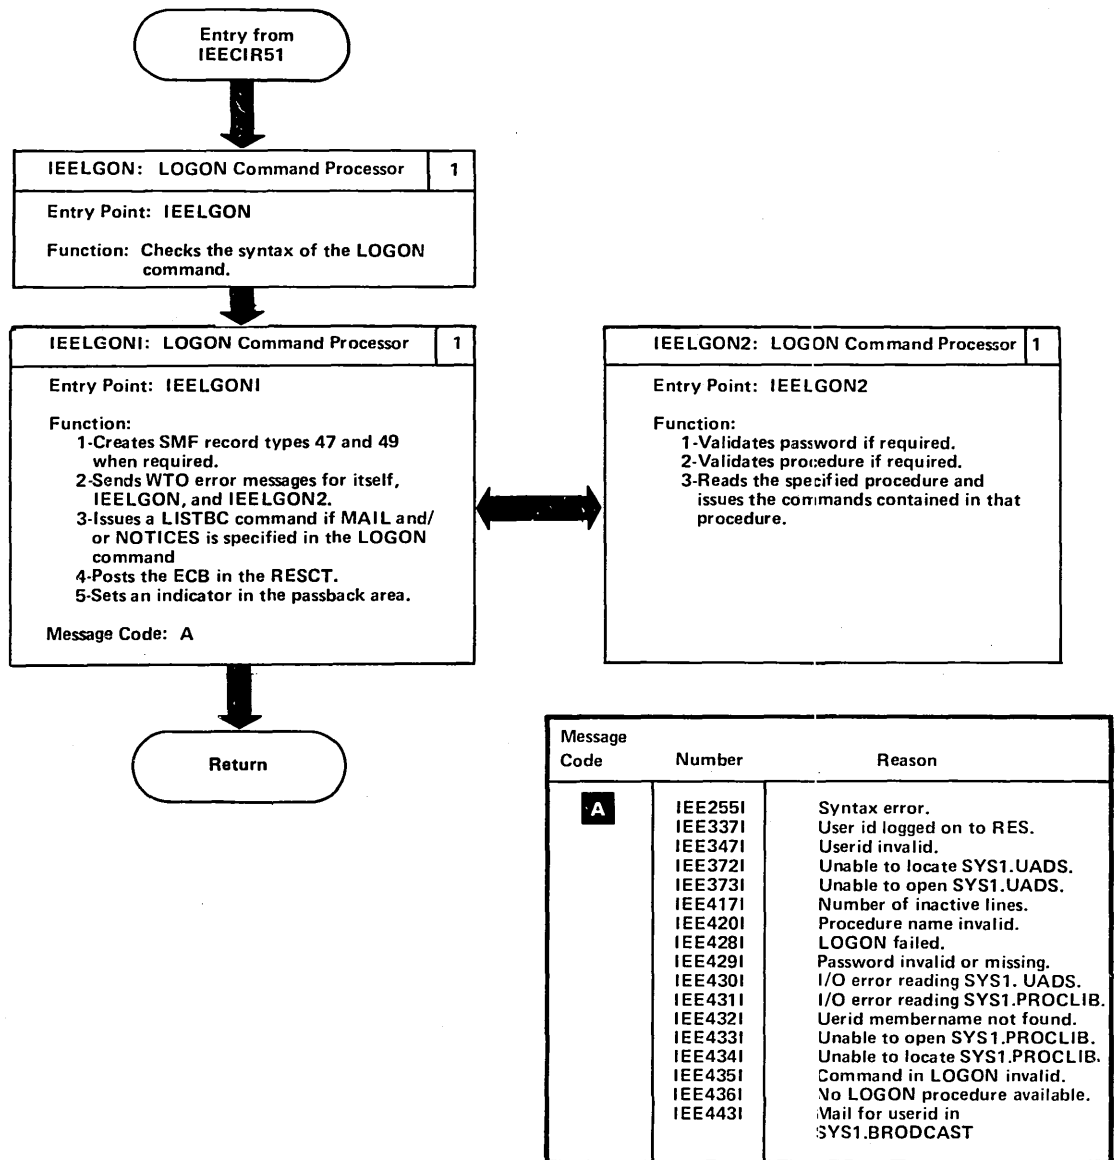 Entry from
IEECIR51
IEELGON: LOGON Command Processor 1
Entry Point: IEELGON
Function: Checks the syntax of the LOGON
command.
IEELGONI: LOGON Command Processor 1
Entry Point: IEELGONI
Function:
1-Creates SMF record types 47 and 49
when required.
2-Sends WTO error messages for itself,
IEELGON, and IEELGON2.
3-Issues a LISTBC command if MAIL and/
or NOTICES is specified in the LOGON
command
4-Posts the ECB in the RESCT.
5-Sets an indicator in the passback area.
Message Code: A
IEELGON2: LOGON Command Processor 1
Entry Point: IEELGON2
Function:
1-Validates password if required.
2-Validates procedure if required.
3-Reads the specified procedure and
issues the commands contained in that
procedure.
Return
Message
Code Number Reason
A IEE255I Syntax error.
IEE337I User id logged on to RES.
IEE347I Userid invalid.
IEE372I Unable to locate SYS1.UADS.
IEE373I Unable to open SYS1.UADS.
IEE417I Number of inactive lines.
IEE420I Procedure name invalid.
IEE428I LOGON failed.
IEE429I Password invalid or missing.
IEE430I I/O error reading SYS1. UADS.
IEE431I I/O error reading SYS1.PROCLIB.
IEE432I Uerid membername not found.
IEE433I Unable to open SYS1.PROCLIB.
IEE434I Unable to locate SYS1.PROCLIB.
IEE435I Command in LOGON invalid.
IEE436I No LOGON procedure available.
IEE443I Mail for userid in
SYS1.BRODCAST